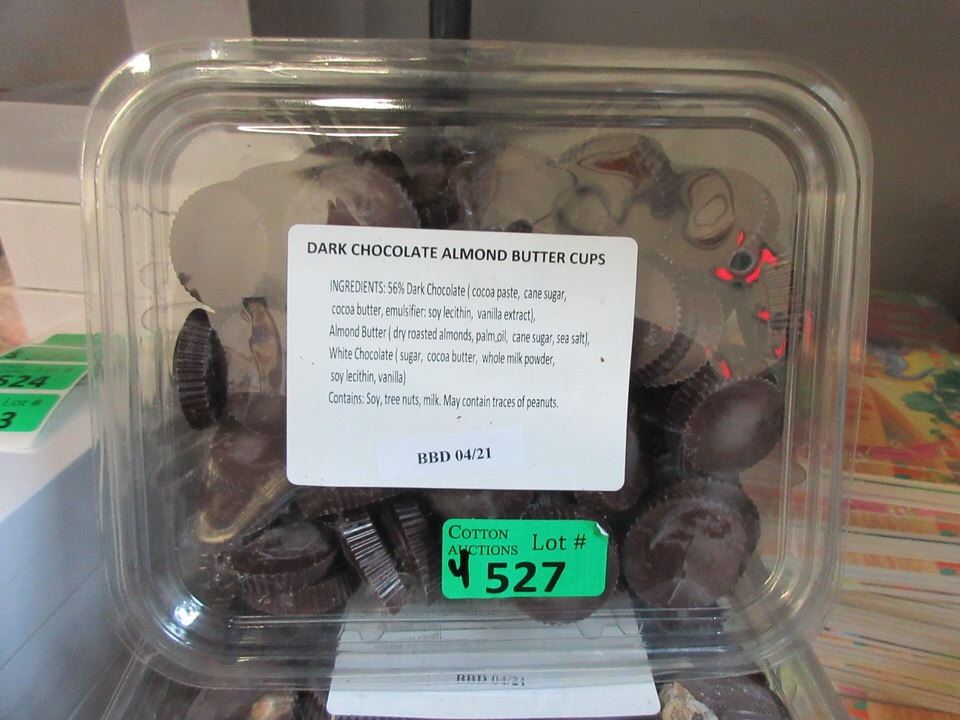 DARK CHOCOLATE ALMOND BUTTER CUPS
INGREDIENTS: 56% Dark Chocolate ( cocoa paste, cane sugar,
cocoa butter, emulsifier: soy lecithin, vanilla extract),
Almond Butter ( dry roasted almonds, palm oil, cane sugar, sea salt),
White Chocolate ( sugar, cocoa butter, whole milk powder,
soy lecithin, vanilla)
Contains: Soy, tree nuts, milk. May contain traces of peanuts.
BBD 04/21
COTTON
AUCTIONS Lot #
4 527
BBD 04/21
524
Lot #
3